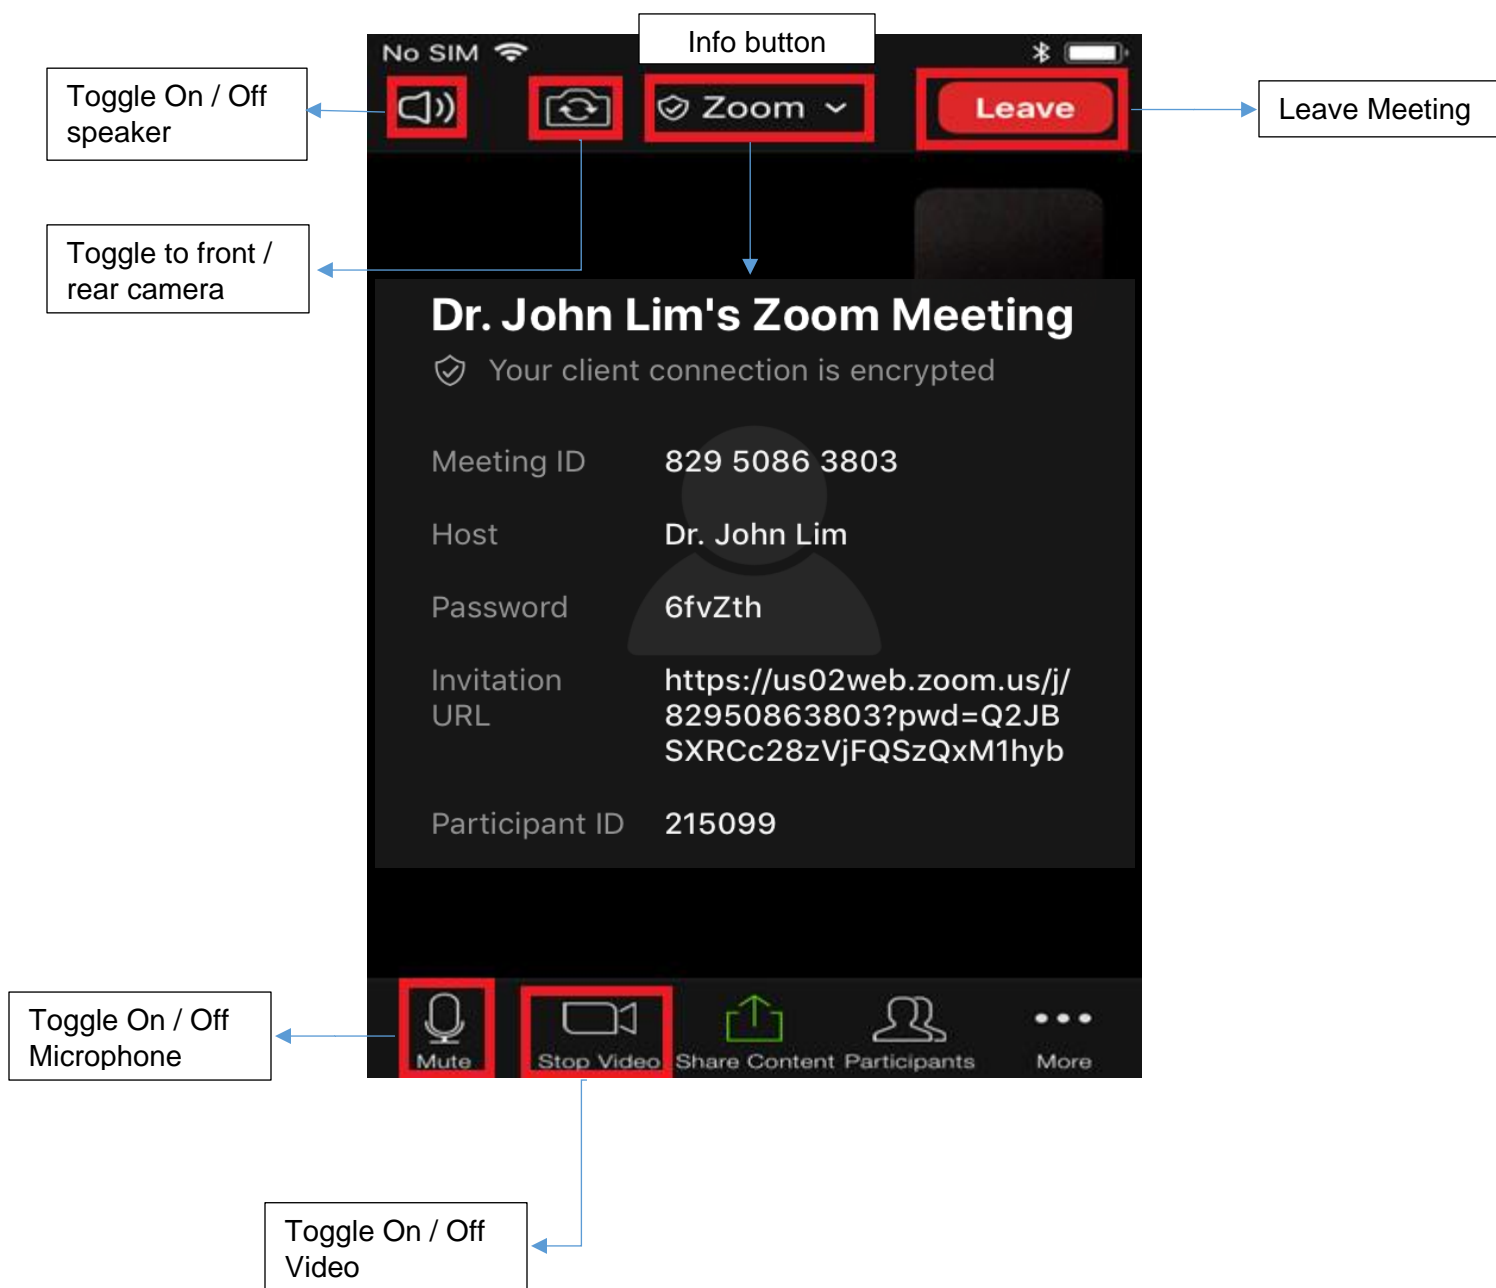 Info button
No SIM
Toggle On / Off
speaker
Zoom
Leave
Leave Meeting
Toggle to front /
rear camera
Dr. John Lim's Zoom Meeting
Your client connection is encrypted
Meeting ID 829 5086 3803
Host Dr. John Lim
Password 6fvZth
Invitation https://us02web.zoom.us/j/
URL 82950863803?pwd=Q2JB
SXRCc28zVjFQSzQxM1hyb
Participant ID 215099
Toggle On / Off
Microphone
Mute Stop Video Share Content Participants More
Toggle On / Off
Video